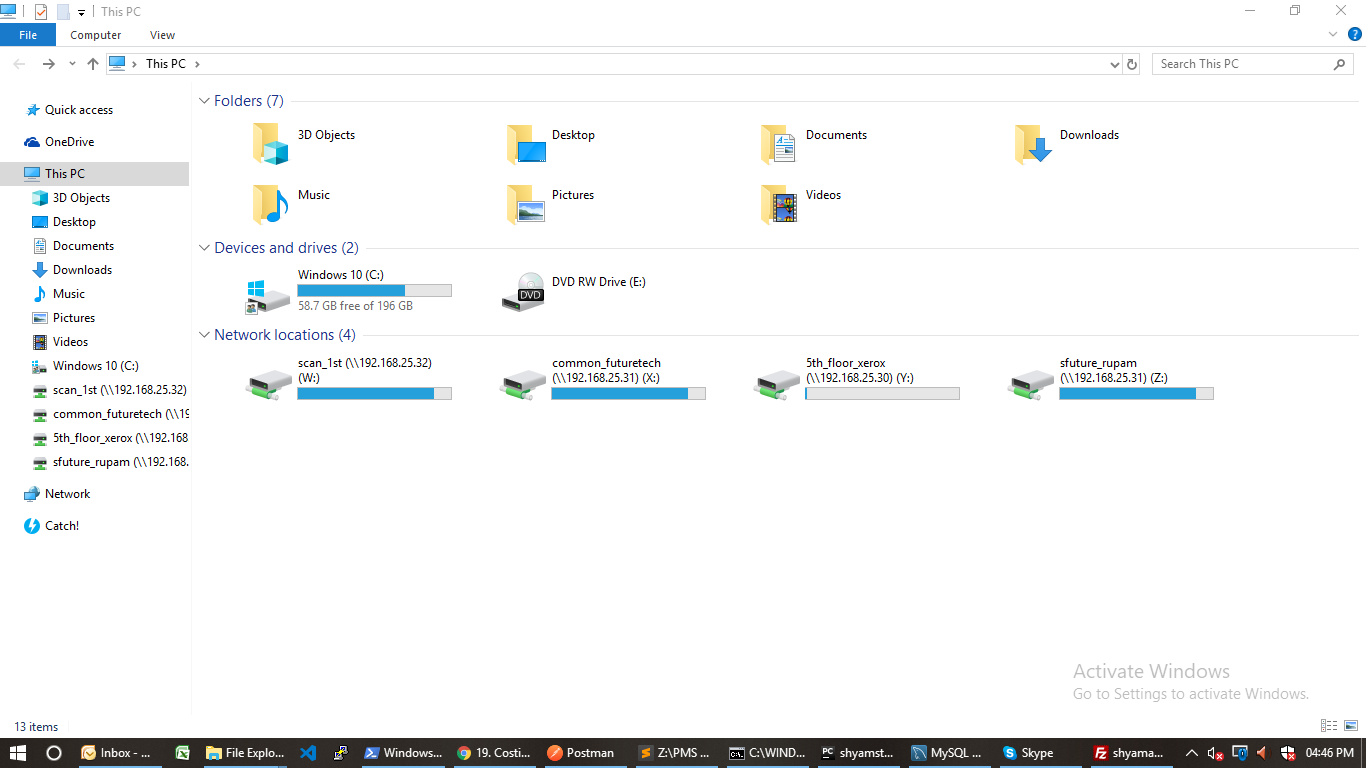 This PC
File Computer View
This PC
Search This PC
Quick access
OneDrive
This PC
3D Objects
Desktop
Documents
Downloads
Music
Pictures
Videos
Windows 10 (C:)
scan_1st (\\192.168.25.32)
common_futuretech (\\19
5th_floor_xerox (\\192.168
sfuture_rupam (\\192.168.
Network
Catch!
Folders (7)
3D Objects
Desktop
Documents
Downloads
Music
Pictures
Videos
Devices and drives (2)
Windows 10 (C:)
58.7 GB free of 196 GB
DVD
DVD RW Drive (E:)
Network locations (4)
scan_1st (\\192.168.25.32)
(W:)
common_futuretech
(\\192.168.25.31) (X:)
5th_floor_xerox
(\\192.168.25.30) (Y:)
sfuture_rupam
(\\192.168.25.31) (Z:)
Activate Windows
Go to Settings to activate Windows.
13 items
Inbox - ... File Explo... Windows... 19. Costi... Postman Z:\PMS ... C:\WIND... shyamst... MySQL ... Skype shyama... 04:46 PM